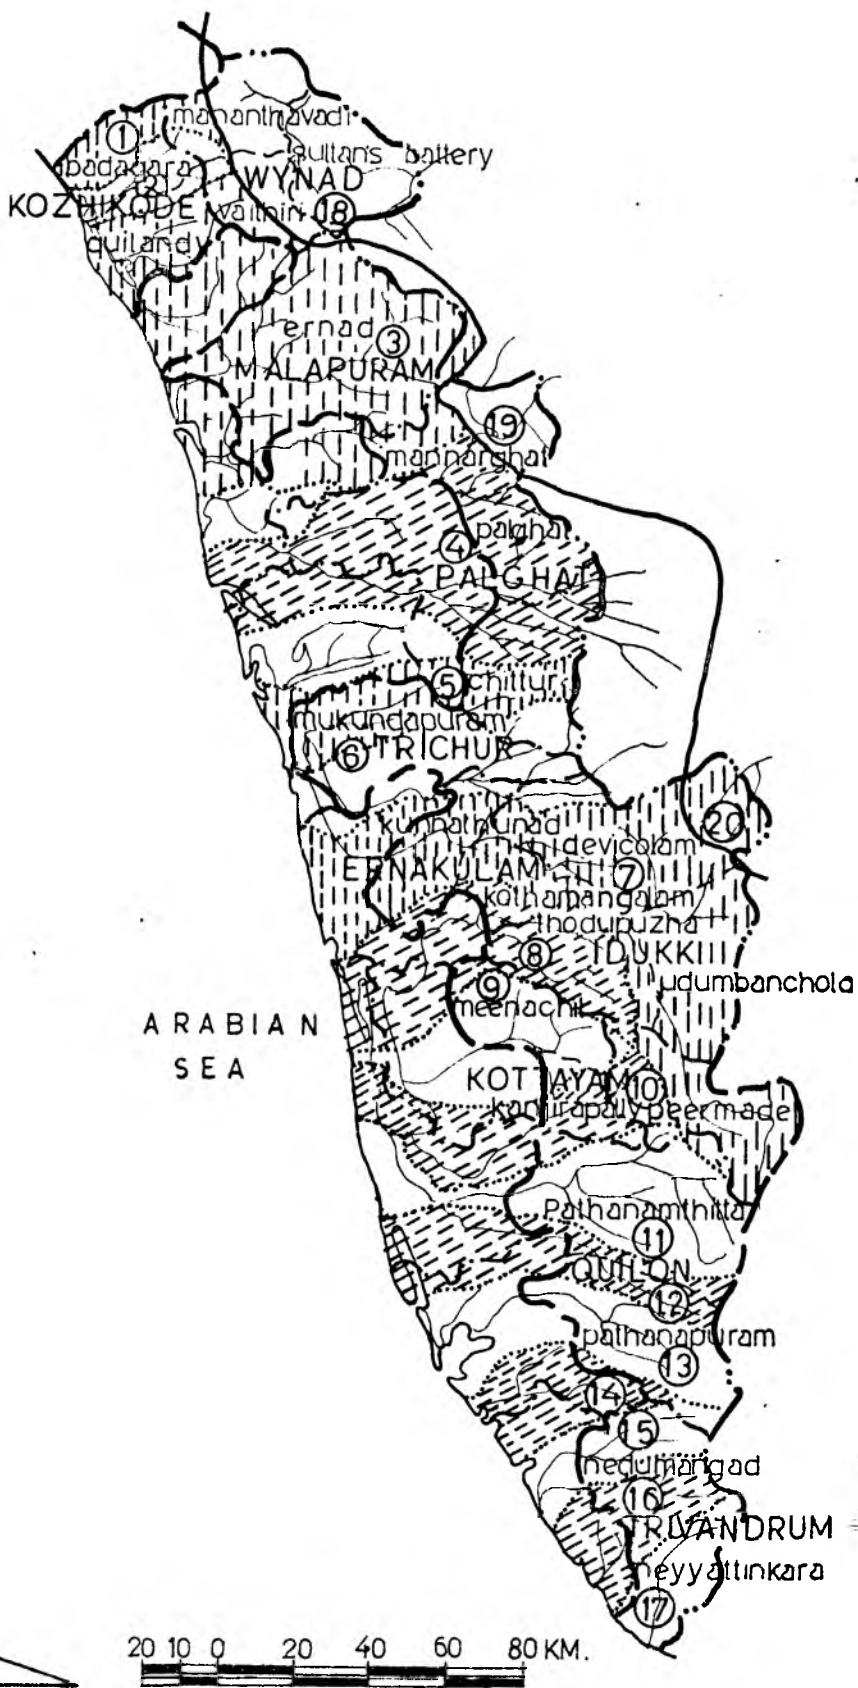 mananthavadi
1
sultan's battery
badagara
WYNAD
KOZHIKODE
vaithiri 18
quilandy
ernad 3
MALAPURAM
19
mannarghat
palghat
4
PALGHAT
5 chittur
mukundapuram
TRICHUR
6
20
kunnathunad
devicolam
ERNAKULAM
7
kothamangalam
thodupuzha
8
IDUKKI
9
udumbanchola
meenachil
ARABIAN
SEA
KOTTAYAM
10
kanjirapally peermade
Pathanamthitta
11
QUILON
12
pathanapuram
13
14
15
nedumangad
16
TRIVANDRUM
neyyattinkara
17
20 10 0 20 40 60 80 KM.